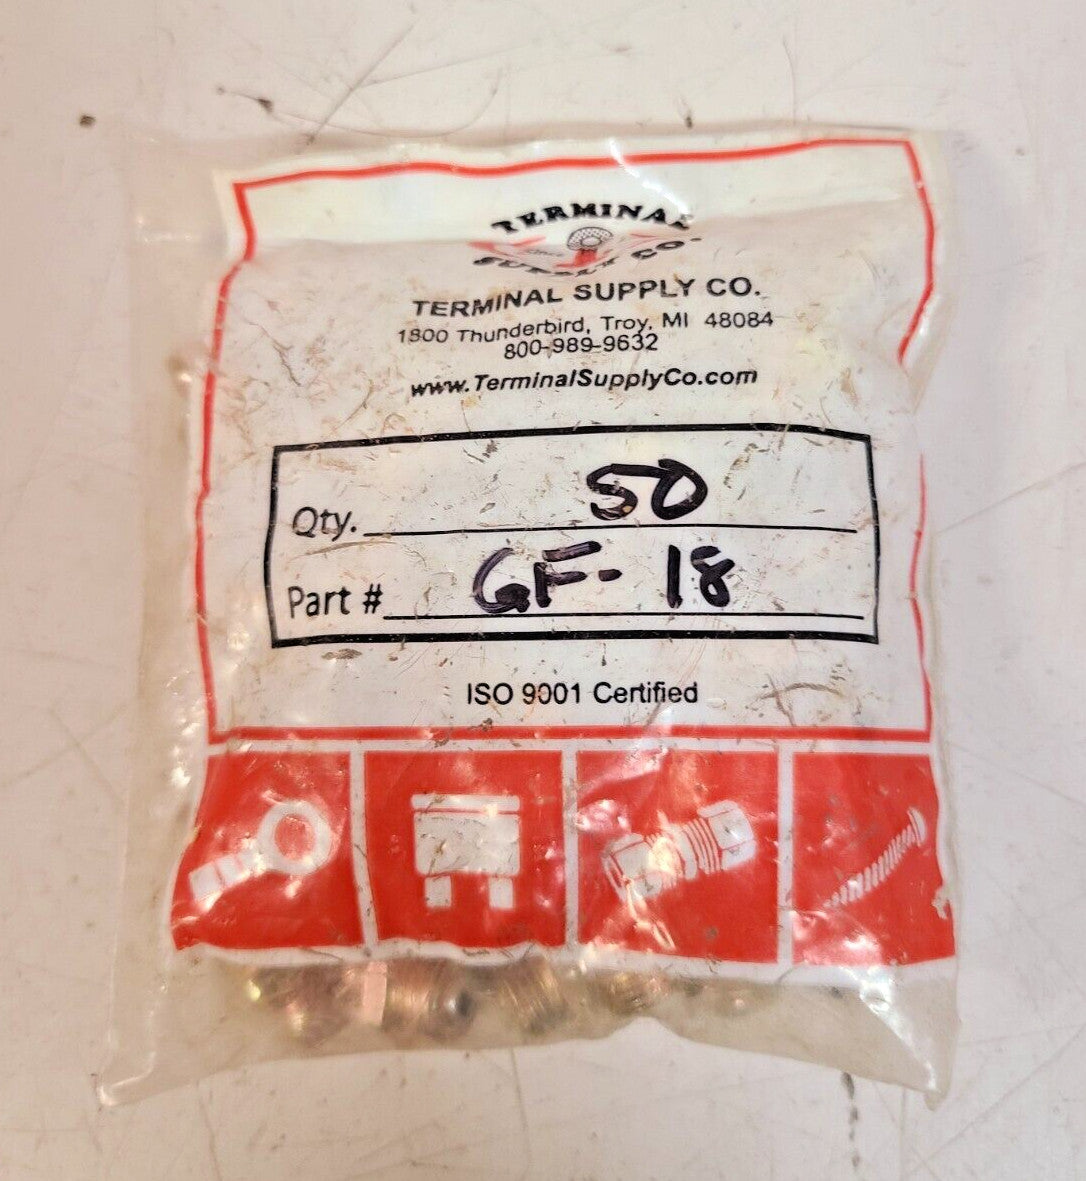 TERMINAL
SUPPLY CO.
TERMINAL SUPPLY CO.
1800 Thunderbird, Troy, MI 48084
800-989-9632
www.TerminalSupplyCo.com
Qty. 50
Part # GF-18
ISO 9001 Certified